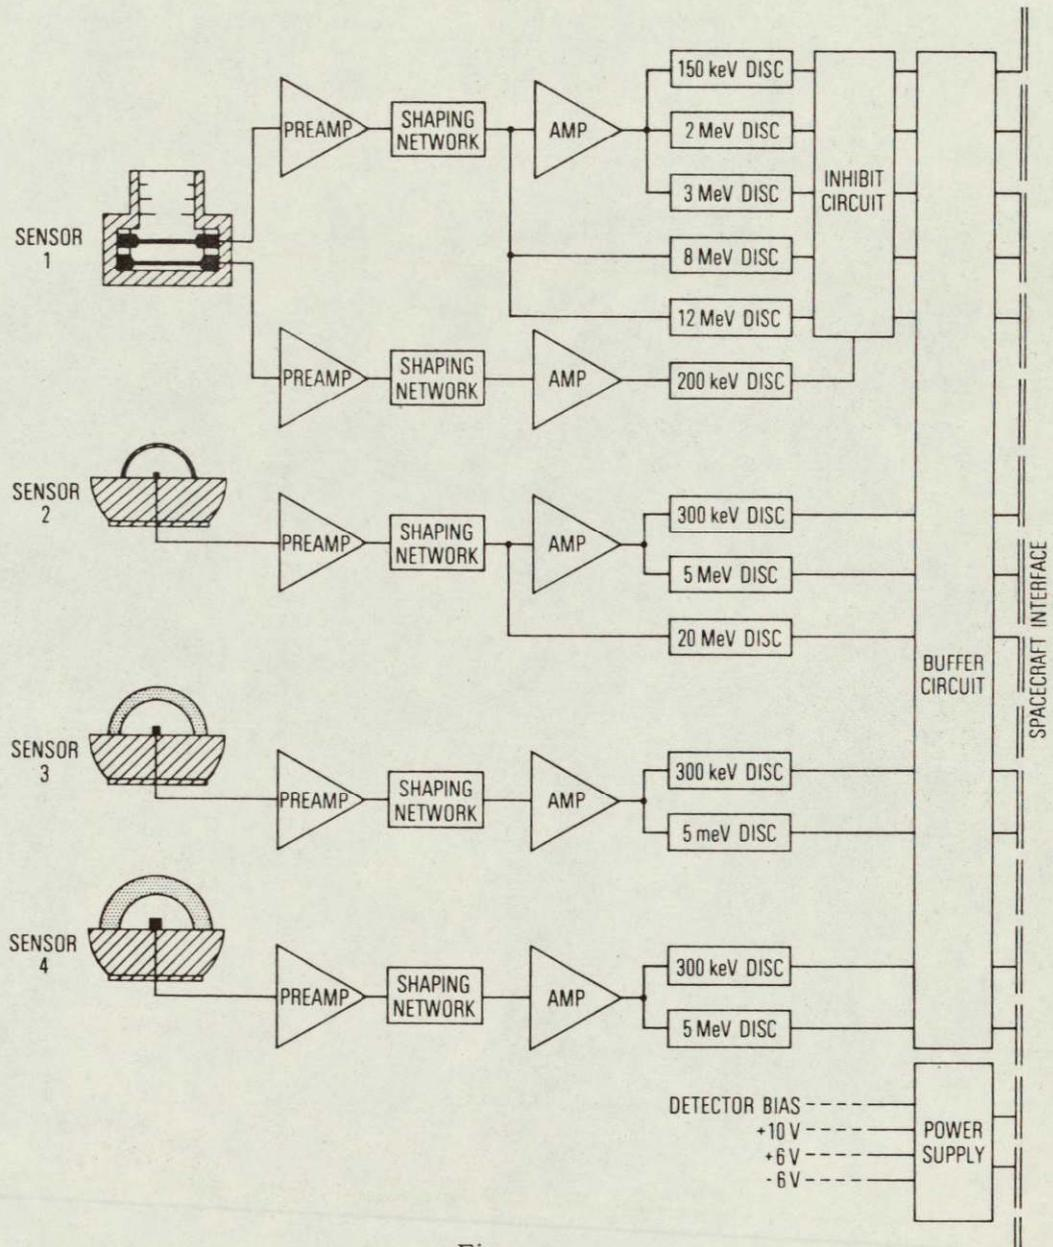 SENSOR
1
PREAMP
SHAPING
NETWORK
AMP
150 keV DISC
2 MeV DISC
3 MeV DISC
8 MeV DISC
12 MeV DISC
INHIBIT
CIRCUIT
PREAMP
SHAPING
NETWORK
AMP
200 keV DISC
SENSOR
2
PREAMP
SHAPING
NETWORK
AMP
300 keV DISC
5 MeV DISC
20 MeV DISC
BUFFER
CIRCUIT
SPACECRAFT INTERFACE
SENSOR
3
PREAMP
SHAPING
NETWORK
AMP
300 keV DISC
5 meV DISC
SENSOR
4
PREAMP
SHAPING
NETWORK
AMP
300 keV DISC
5 MeV DISC
DETECTOR BIAS
+10 V
+6 V
- 6 V
POWER
SUPPLY